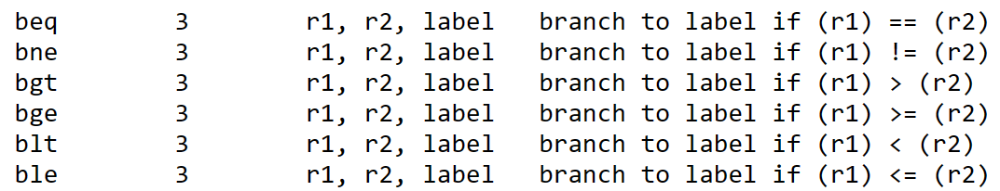 beq 3 r1, r2, label branch to label if (r1) == (r2)
bne 3 r1, r2, label branch to label if (r1) != (r2)
bgt 3 r1, r2, label branch to label if (r1) > (r2)
bge 3 r1, r2, label branch to label if (r1) >= (r2)
blt 3 r1, r2, label branch to label if (r1) < (r2)
ble 3 r1, r2, label branch to label if (r1) <= (r2)